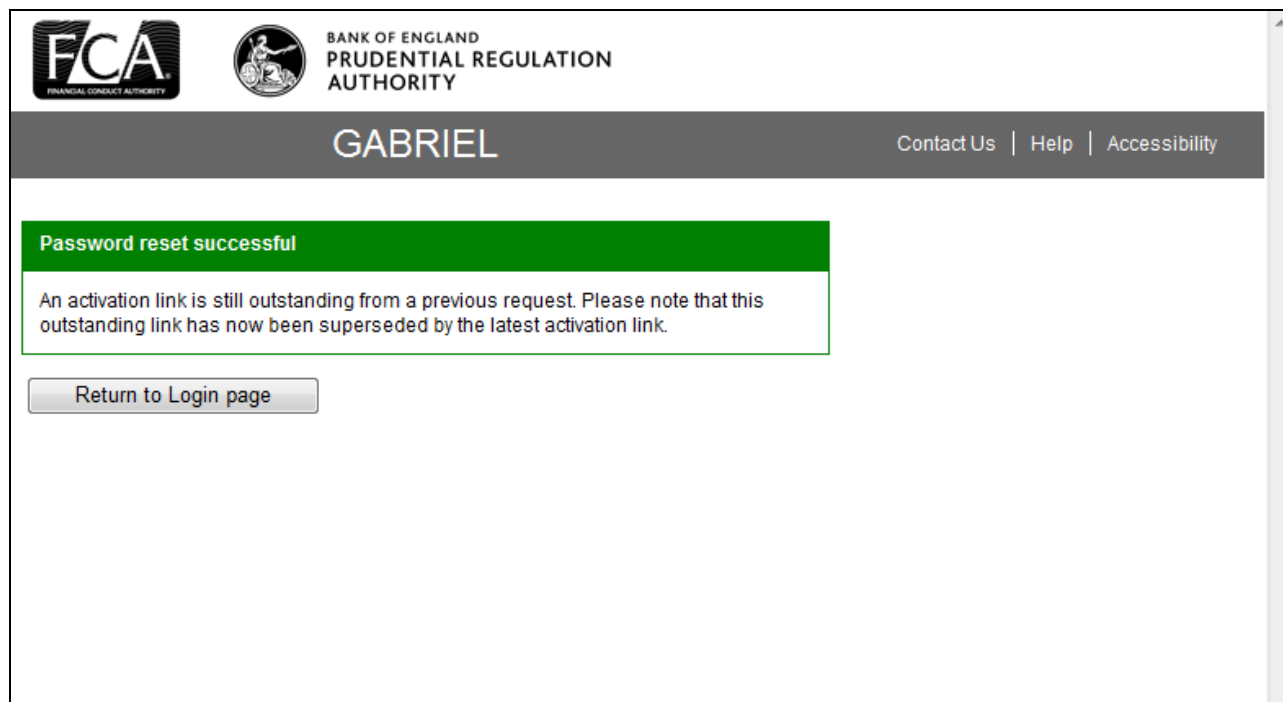 FCA
FINANCIAL CONDUCT AUTHORITY
BANK OF ENGLAND
PRUDENTIAL REGULATION
AUTHORITY
GABRIEL
Contact Us | Help | Accessibility
Password reset successful
An activation link is still outstanding from a previous request. Please note that this
outstanding link has now been superseded by the latest activation link.
Return to Login page